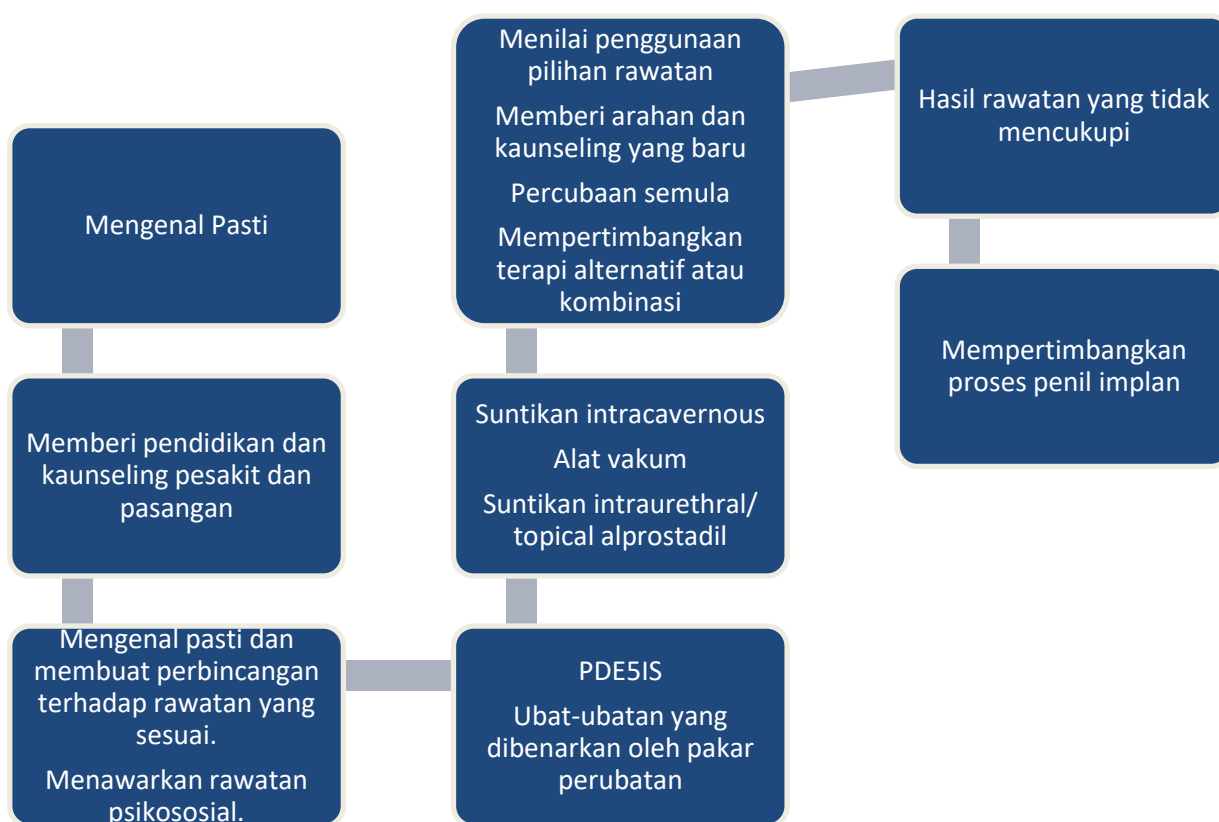 Mengenal Pasti
Memberi pendidikan dan
kaunseling pesakit dan
pasangan
Mengenal pasti dan
membuat perbincangan
terhadap rawatan yang
sesuai.
Menawarkan rawatan
psikososial.
PDE5IS
Ubat-ubatan yang
dibenarkan oleh pakar
perubatan
Suntikan intracavernous
Alat vakum
Suntikan intraurethral/
topical alprostadil
Menilai penggunaan
pilihan rawatan
Memberi arahan dan
kaunseling yang baru
Percubaan semula
Mempertimbangkan
terapi alternatif atau
kombinasi
Hasil rawatan yang tidak
mencukupi
Mempertimbangkan
proses penil implan